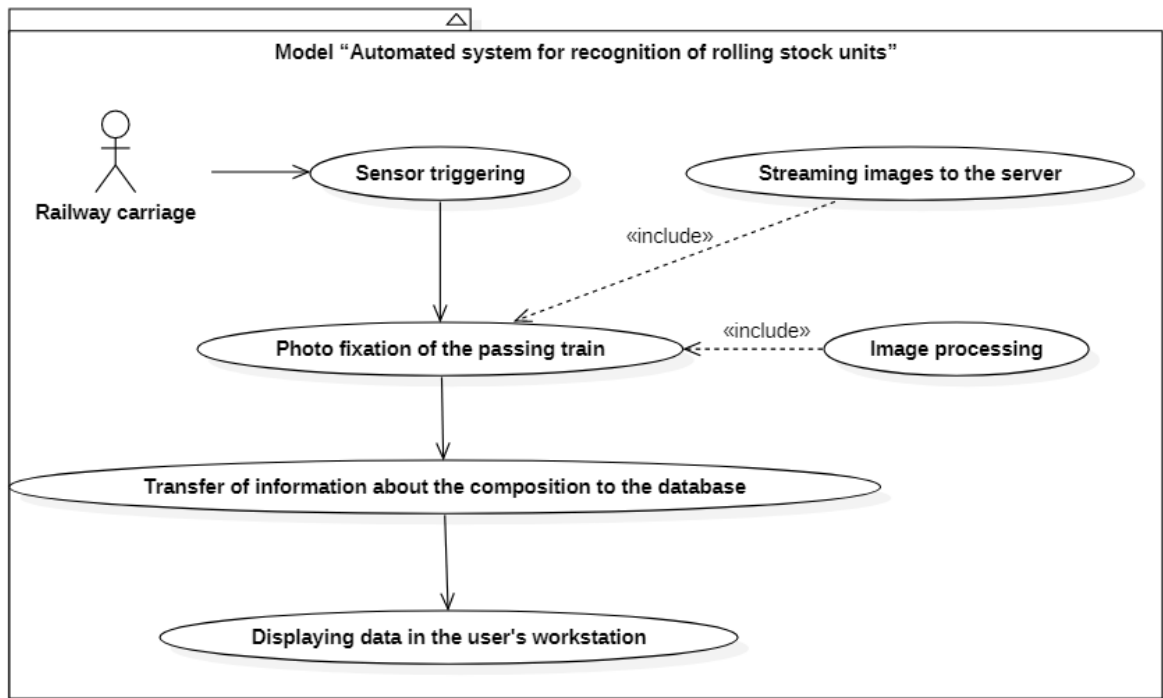 Model “Automated system for recognition of rolling stock units”
Railway carriage
Sensor triggering
Streaming images to the server
«include»
Photo fixation of the passing train
«include»
Image processing
Transfer of information about the composition to the database
Displaying data in the user's workstation